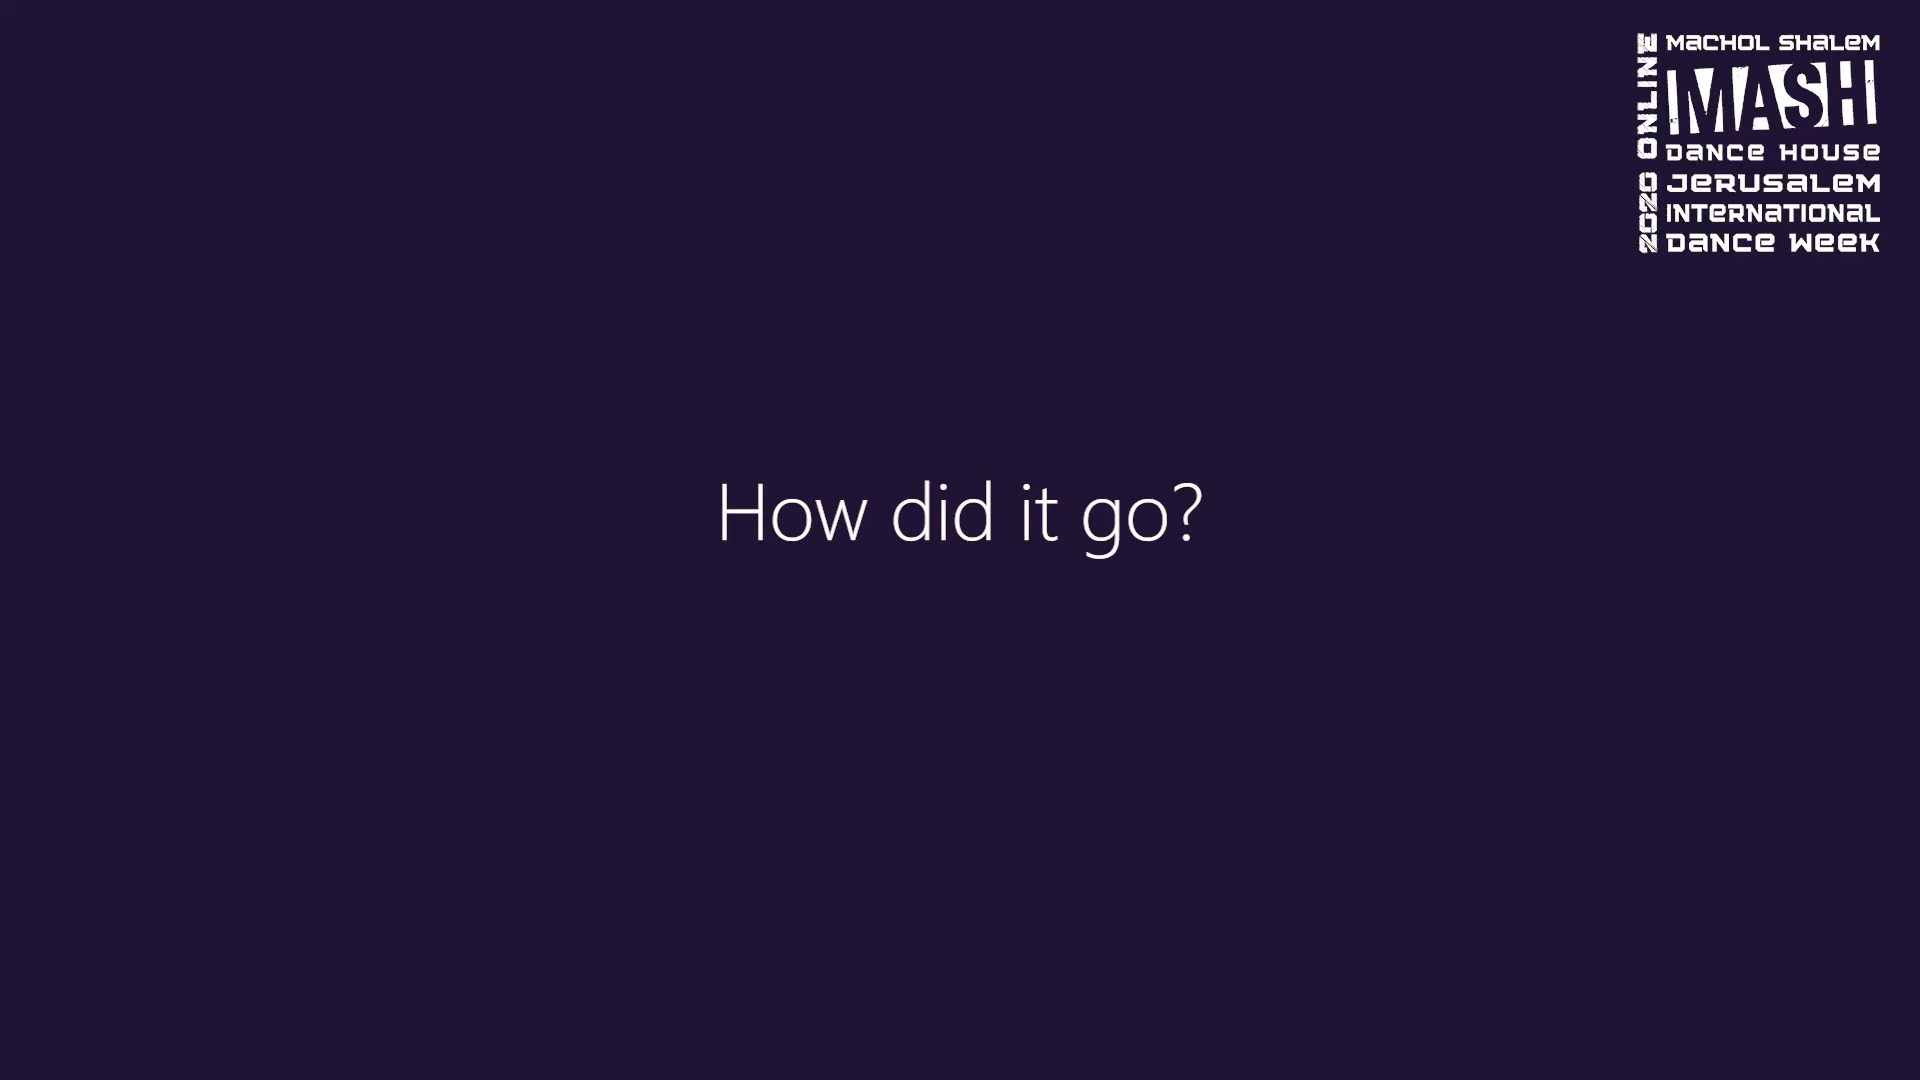 MACHOL SHALEM
MASH
DANCE HOUSE
JERUSALEM
INTERNATIONAL
DANCE WEEK
2020 ONLINE
How did it go?